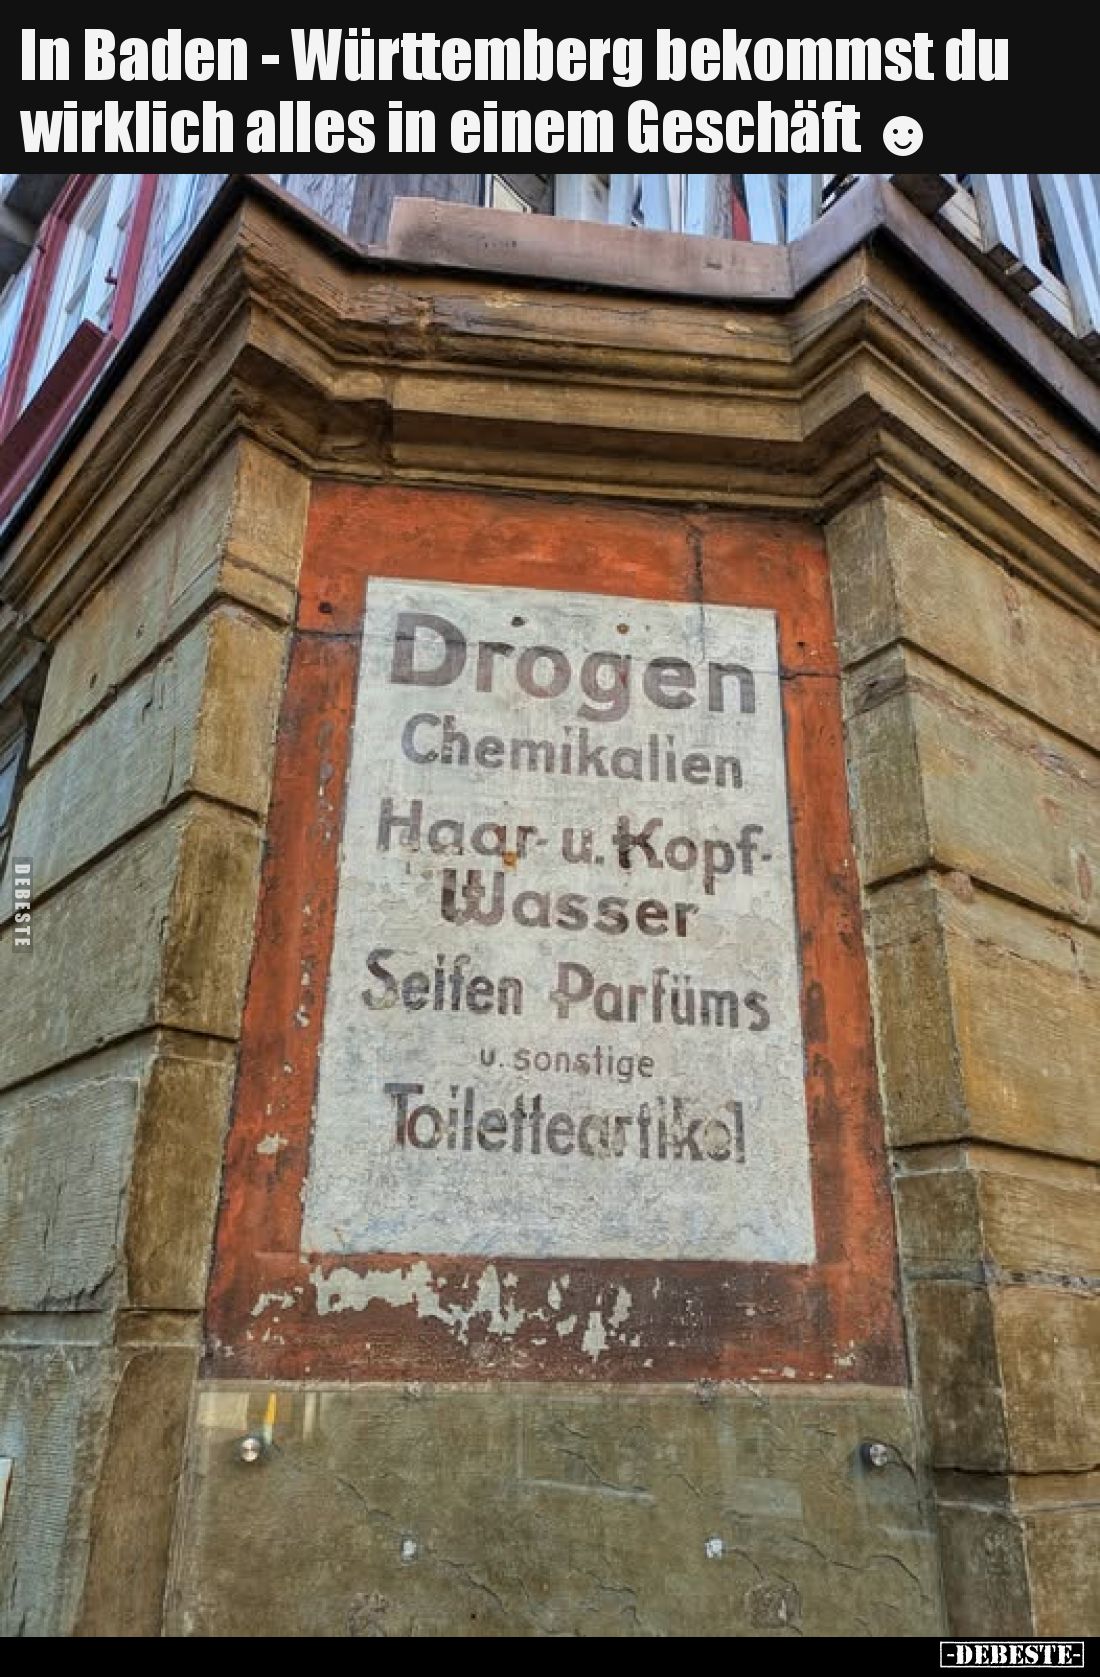 In Baden - Württemberg bekommst du
wirklich alles in einem Geschäft ☻
Drogen
Chemikalien
Haar- u. Kopf-
Wasser
Seifen Parfüms
u. sonstige
Toiletteartikel
DEBESTE
-DEBESTE-